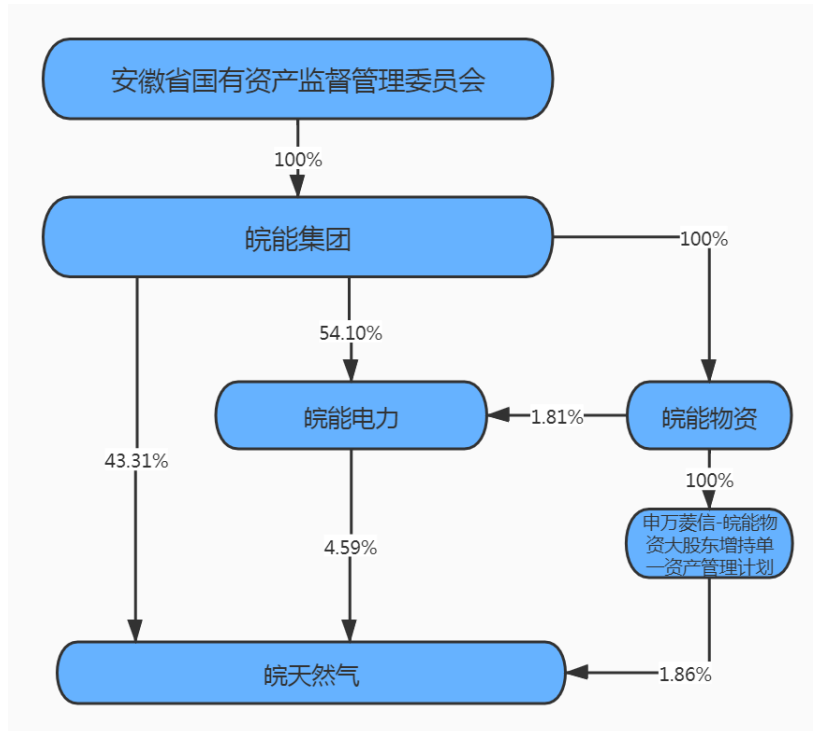 安徽省国有资产监督管理委员会
100%
皖能集团
100%
54.10%
皖能电力
1.81%
皖能物资
43.31%
100%
申万菱信-皖能物
资大股东增持单
一资产管理计划
4.59%
皖天然气
1.86%